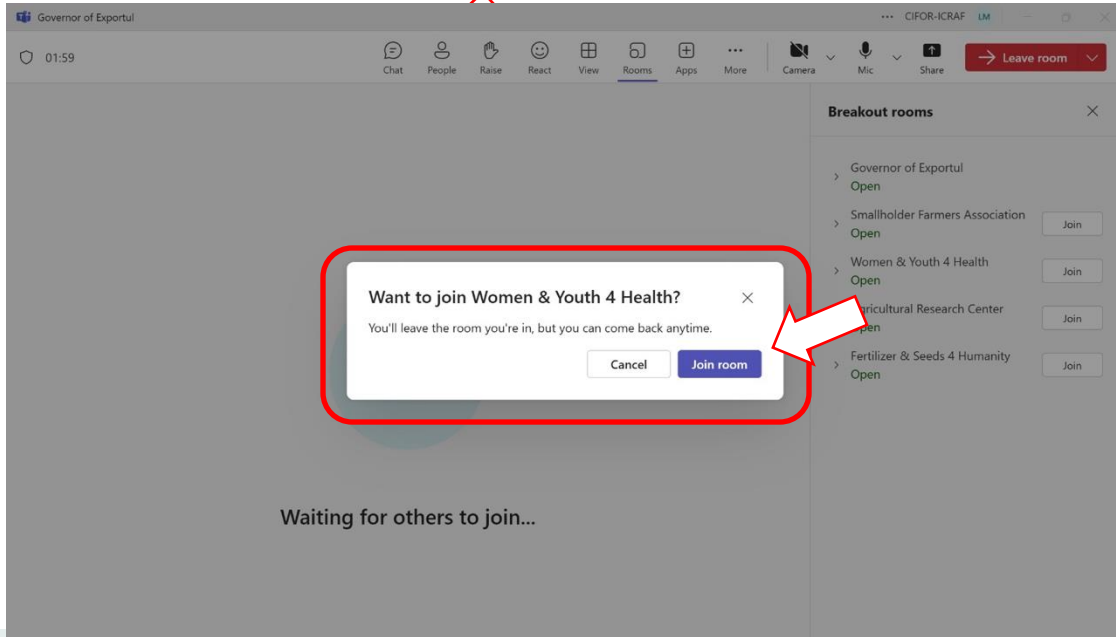 Governor of Exportul
... CIFOR-ICRAF LM
01:59
Chat People Raise React View Rooms Apps More Camera Mic Share Leave room
Breakout rooms
Governor of Exportul
Open
Smallholder Farmers Association
Open
Join
Women & Youth 4 Health
Open
Join
Agricultural Research Center
Open
Join
Fertilizer & Seeds 4 Humanity
Open
Join
Want to join Women & Youth 4 Health?
You'll leave the room you're in, but you can come back anytime.
Cancel Join room
Waiting for others to join...